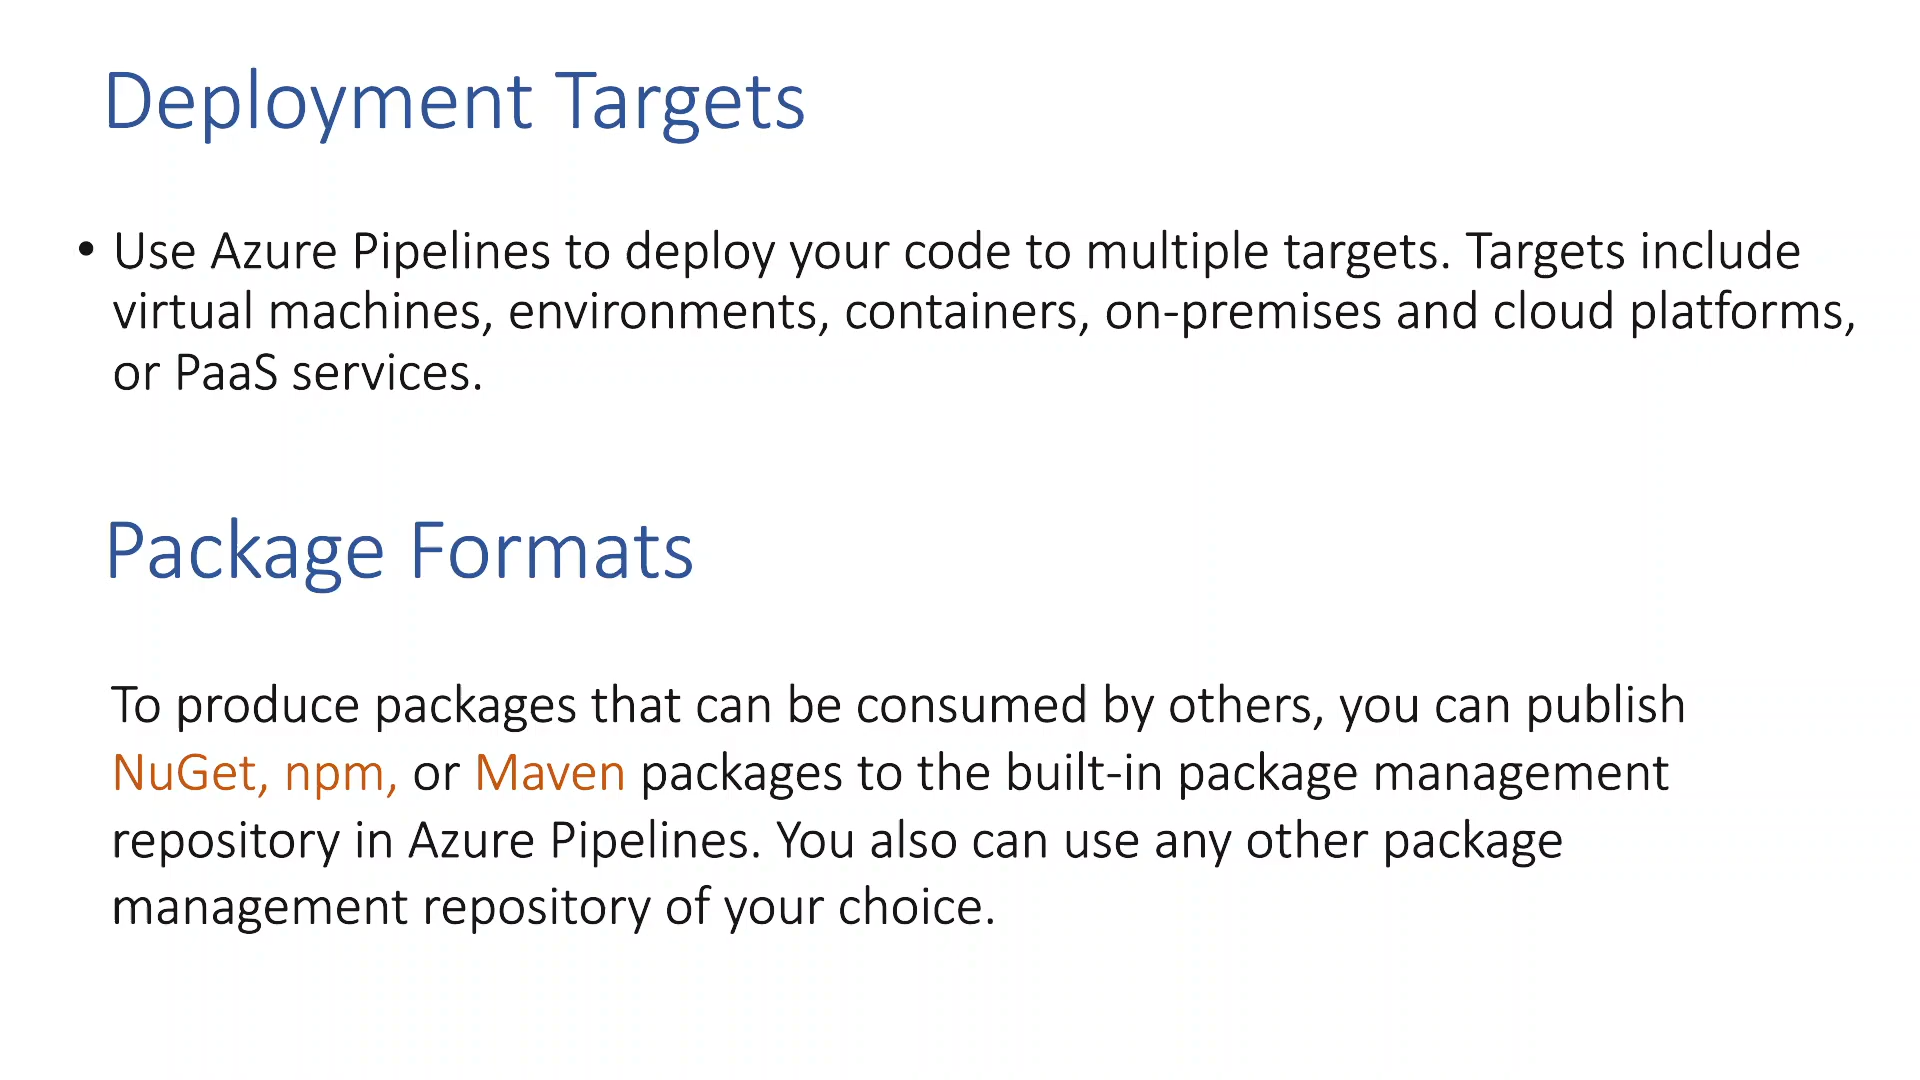 Deployment Targets
• Use Azure Pipelines to deploy your code to multiple targets. Targets include
virtual machines, environments, containers, on-premises and cloud platforms,
or PaaS services.
Package Formats
To produce packages that can be consumed by others, you can publish
NuGet, npm, or Maven packages to the built-in package management
repository in Azure Pipelines. You also can use any other package
management repository of your choice.